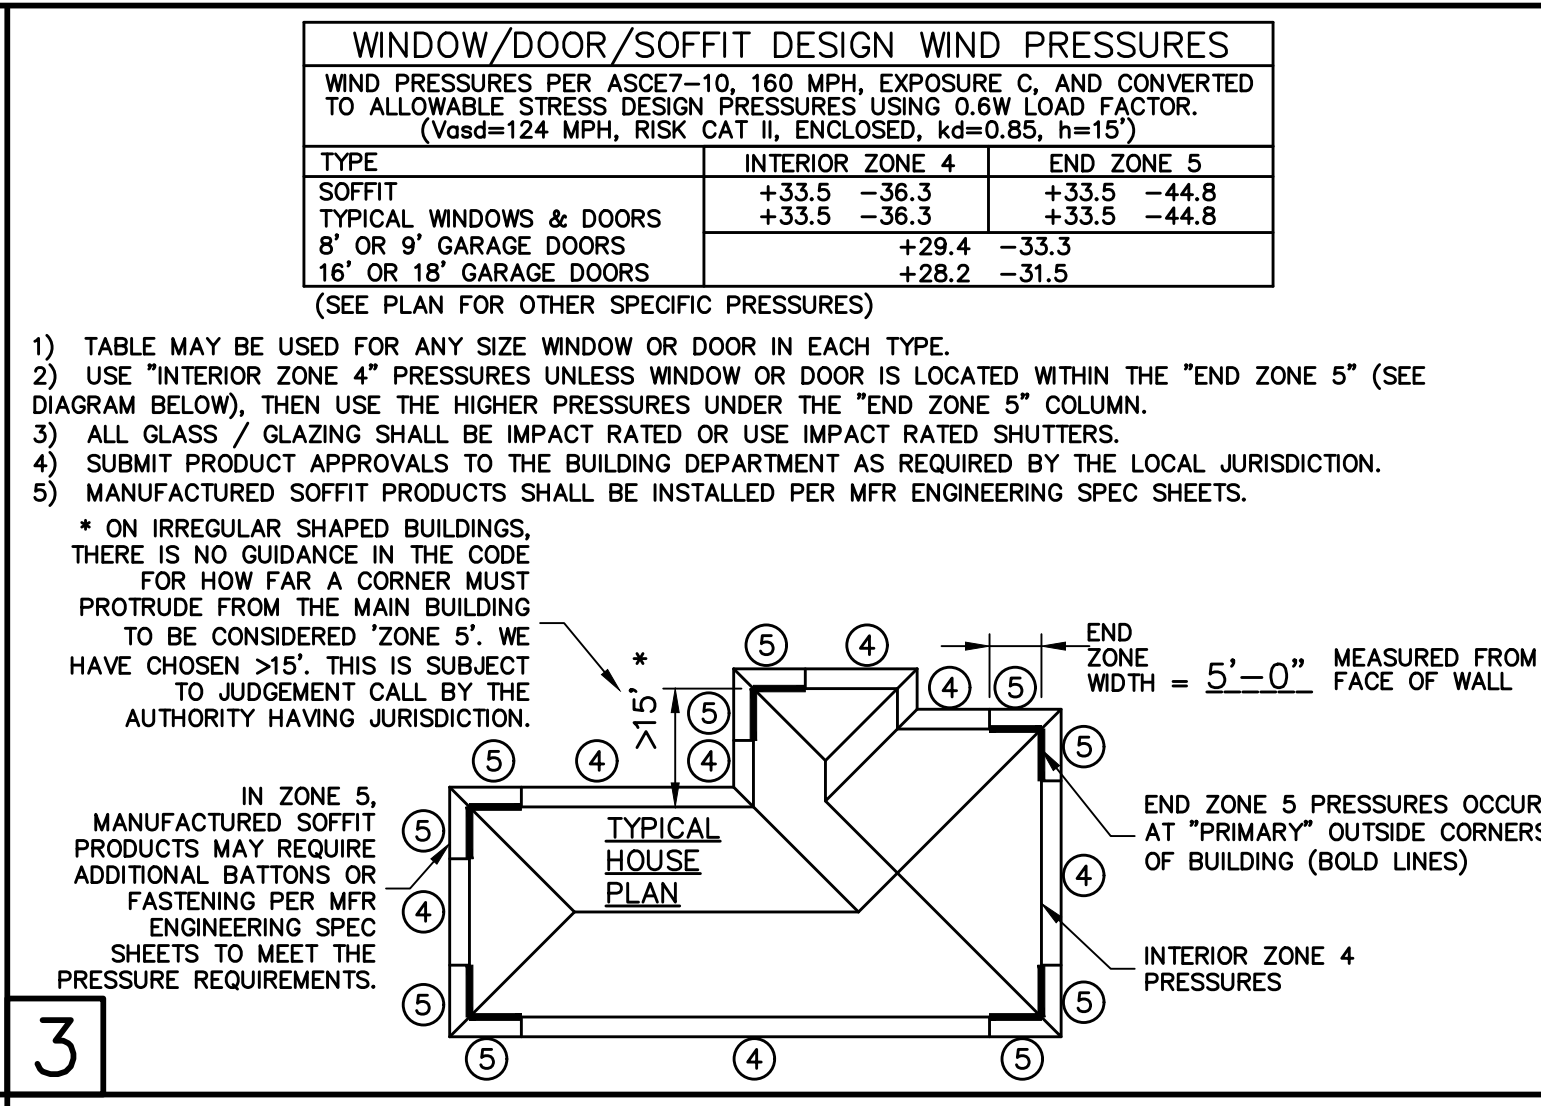 WINDOW/DOOR/SOFFIT DESIGN WIND PRESSURES
WIND PRESSURES PER ASCE7-10, 160 MPH, EXPOSURE C, AND CONVERTED
TO ALLOWABLE STRESS DESIGN PRESSURES USING 0.6W LOAD FACTOR.
(Vasd=124 MPH, RISK CAT II, ENCLOSED, kd=0.85, h=15')
TYPE INTERIOR ZONE 4 END ZONE 5
SOFFIT +33.5 -36.3 +33.5 -44.8
TYPICAL WINDOWS & DOORS +33.5 -36.3 +33.5 -44.8
8' OR 9' GARAGE DOORS +29.4 -33.3
16' OR 18' GARAGE DOORS +28.2 -31.5
(SEE PLAN FOR OTHER SPECIFIC PRESSURES)
1) TABLE MAY BE USED FOR ANY SIZE WINDOW OR DOOR IN EACH TYPE.
2) USE "INTERIOR ZONE 4" PRESSURES UNLESS WINDOW OR DOOR IS LOCATED WITHIN THE "END ZONE 5" (SEE
DIAGRAM BELOW), THEN USE THE HIGHER PRESSURES UNDER THE "END ZONE 5" COLUMN.
3) ALL GLASS / GLAZING SHALL BE IMPACT RATED OR USE IMPACT RATED SHUTTERS.
4) SUBMIT PRODUCT APPROVALS TO THE BUILDING DEPARTMENT AS REQUIRED BY THE LOCAL JURISDICTION.
5) MANUFACTURED SOFFIT PRODUCTS SHALL BE INSTALLED PER MFR ENGINEERING SPEC SHEETS.
* ON IRREGULAR SHAPED BUILDINGS,
THERE IS NO GUIDANCE IN THE CODE
FOR HOW FAR A CORNER MUST
PROTRUDE FROM THE MAIN BUILDING
TO BE CONSIDERED 'ZONE 5'. WE
HAVE CHOSEN >15'. THIS IS SUBJECT
TO JUDGEMENT CALL BY THE
AUTHORITY HAVING JURISDICTION.
>15' *
5
4
4
5
END
ZONE
WIDTH = 5'-0"
MEASURED FROM
FACE OF WALL
5
4
5
4
5
IN ZONE 5,
MANUFACTURED SOFFIT
PRODUCTS MAY REQUIRE
ADDITIONAL BATTONS OR
FASTENING PER MFR
ENGINEERING SPEC
SHEETS TO MEET THE
PRESSURE REQUIREMENTS.
5
4
5
TYPICAL
HOUSE
PLAN
END ZONE 5 PRESSURES OCCUR
AT "PRIMARY" OUTSIDE CORNERS
OF BUILDING (BOLD LINES)
4
INTERIOR ZONE 4
PRESSURES
5
5
4
5
3